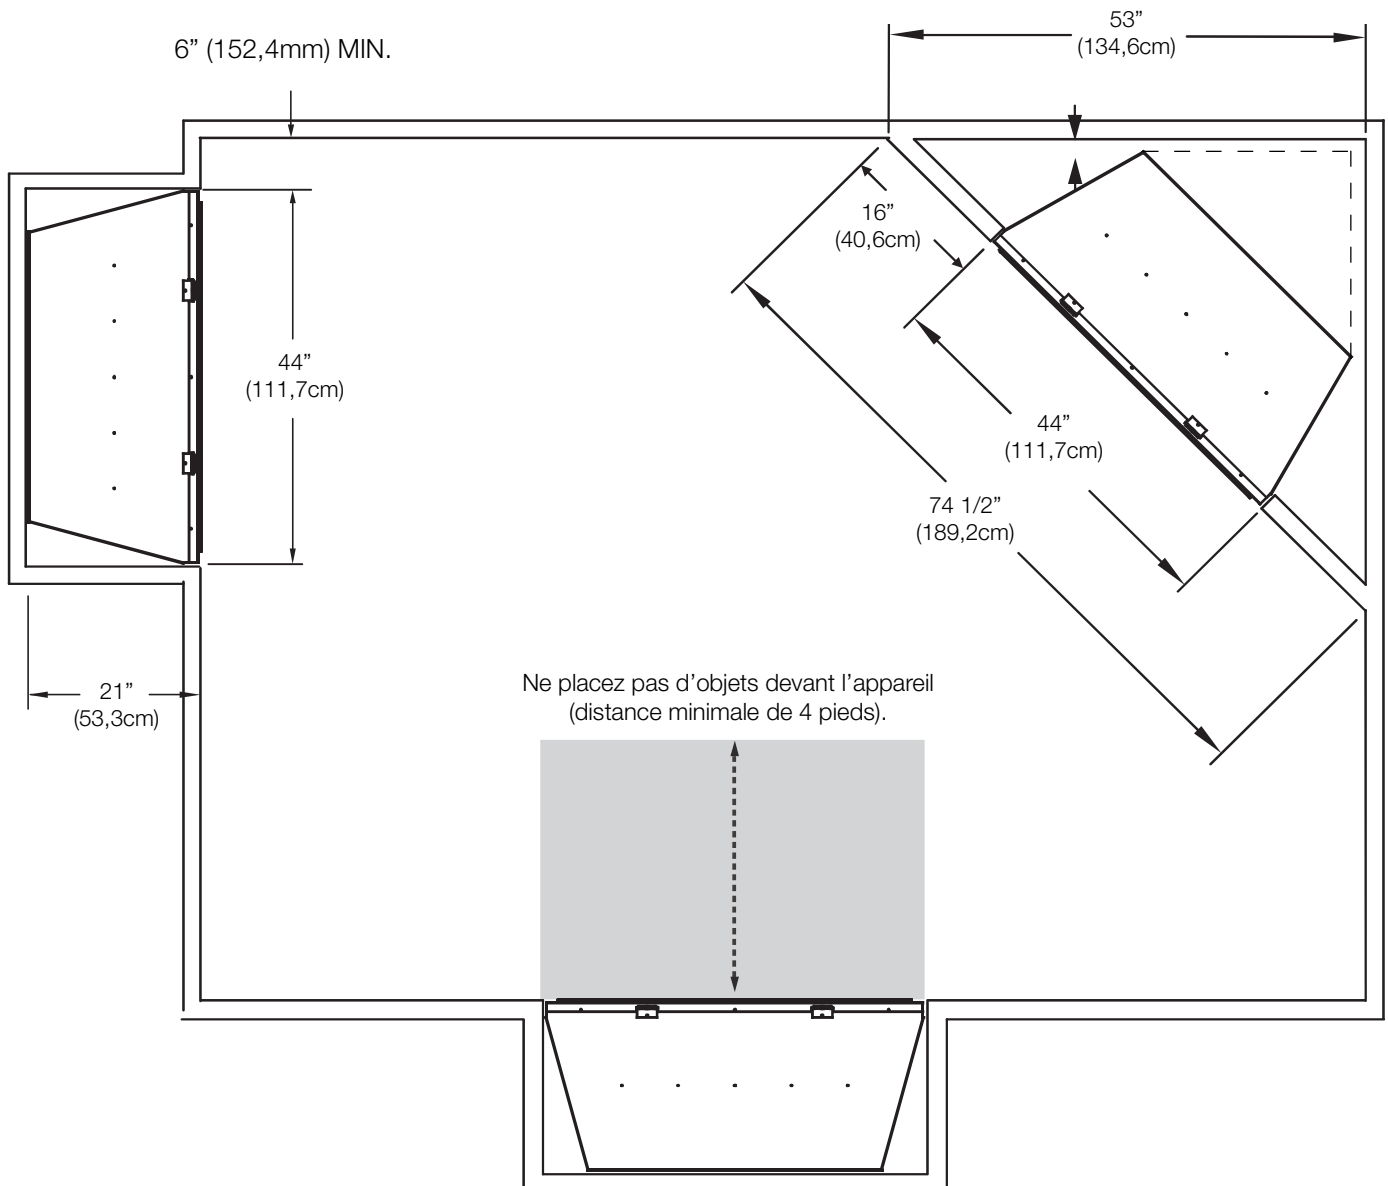 53”
(134,6cm)
6” (152,4mm) MIN.
16”
(40,6cm)
44”
(111,7cm)
44”
(111,7cm)
74 1/2”
(189,2cm)
21”
(53,3cm)
Ne placez pas d’objets devant l’appareil
(distance minimale de 4 pieds).